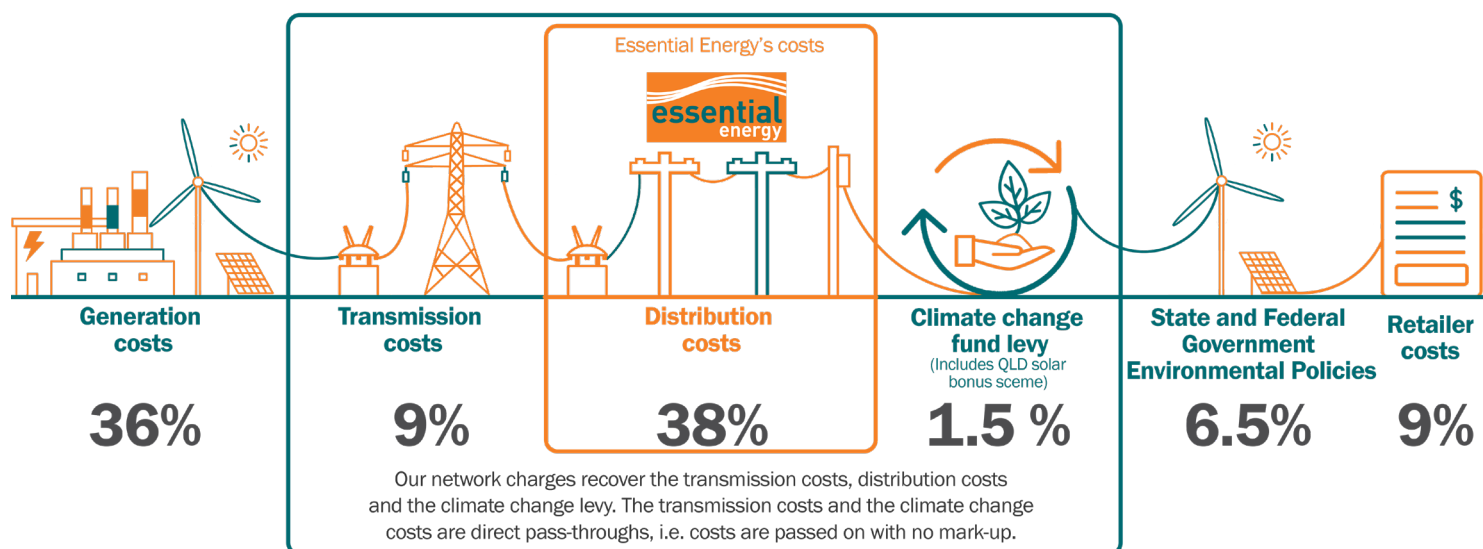 Essential Energy's costs
essential
energy
$
Generation
costs
36%
Transmission
costs
9%
Distribution
costs
38%
Climate change
fund levy
(Includes QLD solar
bonus sceme)
1.5 %
State and Federal
Government
Environmental Policies
6.5%
Retailer
costs
9%
Our network charges recover the transmission costs, distribution costs
and the climate change levy. The transmission costs and the climate change
costs are direct pass-throughs, i.e. costs are passed on with no mark-up.